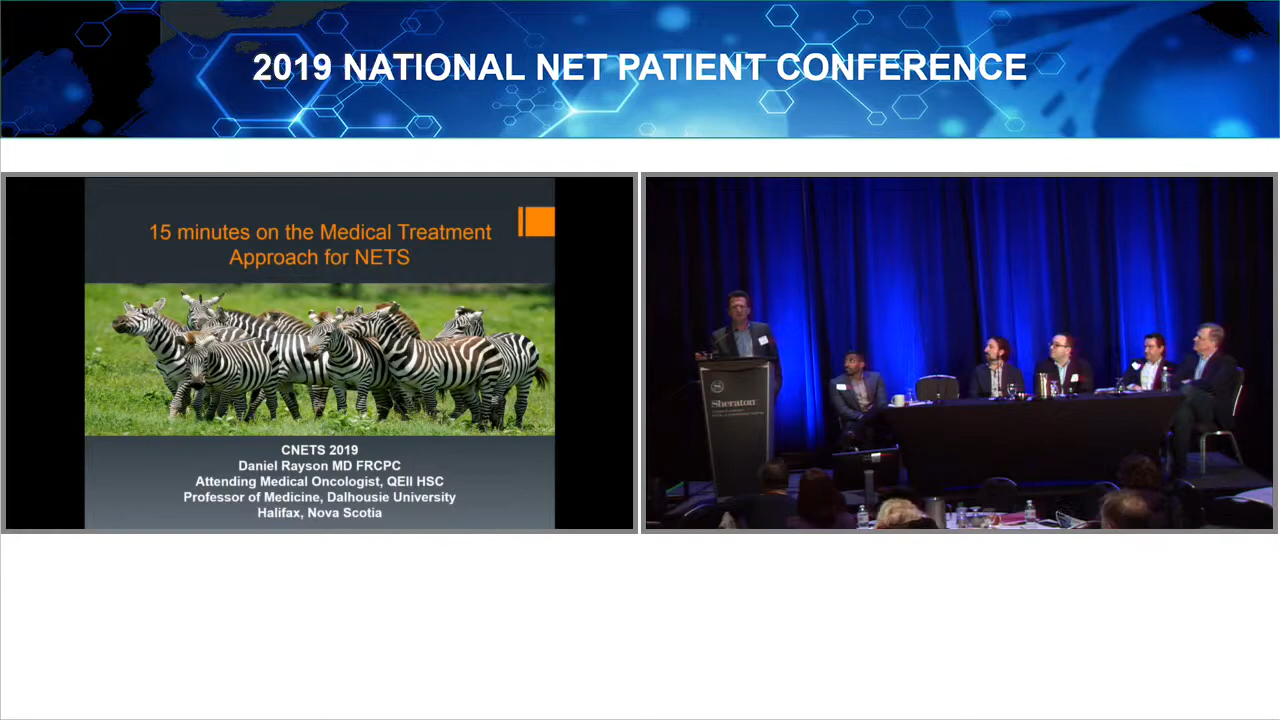 2019 NATIONAL NET PATIENT CONFERENCE
15 minutes on the Medical Treatment
Approach for NETS
CNETS 2019
Daniel Rayson MD FRCPC
Attending Medical Oncologist, QEII HSC
Professor of Medicine, Dalhousie University
Halifax, Nova Scotia
Sheraton